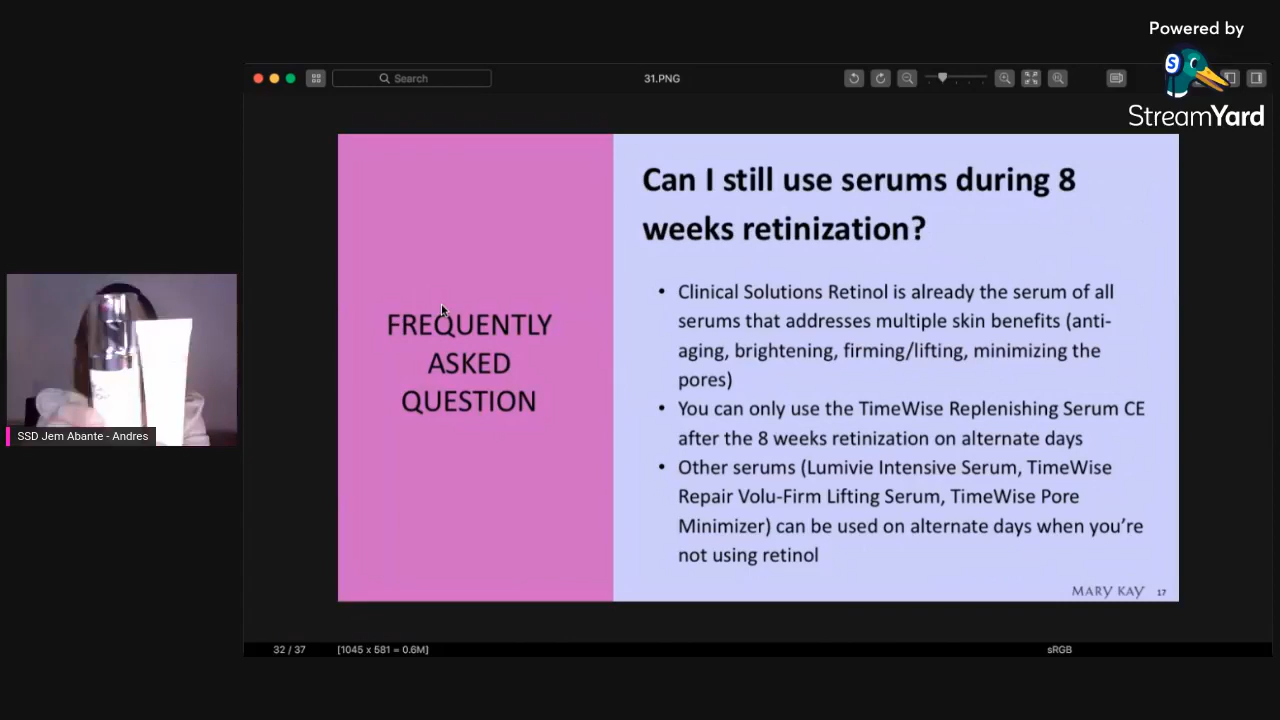 Powered by
S
StreamYard
Search
31.PNG
Can I still use serums during 8
weeks retinization?
FREQUENTLY
ASKED
QUESTION
• Clinical Solutions Retinol is already the serum of all
serums that addresses multiple skin benefits (anti-
aging, brightening, firming/lifting, minimizing the
pores)
• You can only use the TimeWise Replenishing Serum CE
after the 8 weeks retinization on alternate days
• Other serums (Lumivie Intensive Serum, TimeWise
Repair Volu-Firm Lifting Serum, TimeWise Pore
Minimizer) can be used on alternate days when you’re
not using retinol
MARY KAY 17
SSD Jem Abante - Andres
32 / 37 [1045 x 581 = 0.6M] sRGB